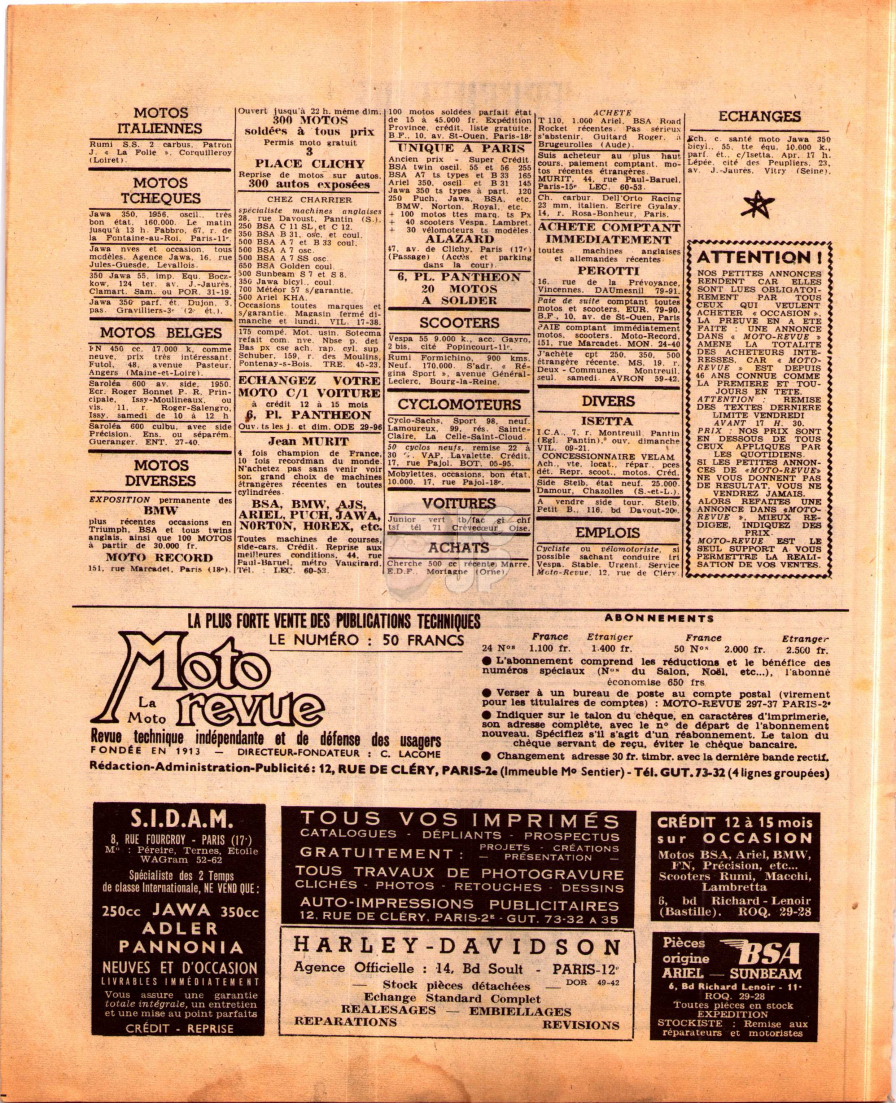 MOTOS
ITALIENNES
Rumi S.S. 2 carbus. Patron
J. « La Folie ». Corquilleroy
(Loiret).
MOTOS
TCHEQUES
Jawa 350, 1956, oscil., très
bon état, 160.000. Le matin
jusqu'à 13 h. Fabbro, 67, r. de
la Fontaine-au-Roi, Paris-11e.
Jawa nves et occasion, tous
modèles. Agence Jawa, 16, rue
Jules-Guesde, Levallois.
350 Jawa 55, imp. Equ. Bocz-
kow, 124 ter, av. J.-Jaurès,
Clamart. Sam. ou POR. 31-19.
Jawa 350 parf. ét. Dujon, 3,
pas. Gravilliers-3e (2e ét.).
MOTOS BELGES
FN 450 cc. 17.000 k, comme
neuve, prix très intéressant.
Futol, 48, avenue Pasteur,
Angers (Maine-et-Loire).
Saroléa 600 av. side, 1950.
Ecr. Roger Bonnet P. R. Prin-
cipale, Issy-Moulineaux, ou
vis. 11, r. Roger-Salengro,
Issy, samedi de 10 à 12 h
Saroléa 600 culbu, avec side
Précision. Ens. ou séparém.
Gueranger. ENT. 27-40.
MOTOS
DIVERSES
EXPOSITION permanente des
BMW
plus récentes occasions en
Triumph, BSA et tous twins
anglais, ainsi que 100 MOTOS
à partir de 30.000 fr.
MOTO RECORD
151, rue Marcadet, Paris (18e).
Ouvert jusqu'à 22 h. même dim.
300 MOTOS
soldées à tous prix
Permis moto gratuit
3
PLACE CLICHY
Reprise de motos sur autos.
300 autos exposées
CHEZ CHARRIER
spécialiste machines anglaises
28, rue Davoust, Pantin (S.).
250 BSA C 11 SL et C 12.
350 BSA B 31, osc. et coul.
500 BSA A 7 et B 33 coul.
500 BSA A 7 osc.
500 BSA A 7 SS osc.
650 BSA Golden coul.
500 Sunbeam S 7 et S 8.
350 Jawa bicyl., coul
700 Météor 57 s/garantie.
500 Ariel KHA.
Occasions toutes marques et
s/garantie. Magasin fermé di-
manche et lundi. VIL. 17-38.
175 compé. Mot. usin. Sotecma
refait com. nve. Nbse p. det
Bas px cse ach. rap. cyl. sup.
Schuber, 159, r. des Moulins,
Fontenay-s-Bois. TRE. 45-23.
ECHANGEZ VOTRE
MOTO C/1 VOITURE
à crédit 12 à 15 mois
6, Pl. PANTHEON
Ouv. ts les j. et dim. ODE 29-96
Jean MURIT
4 fois champion de France,
10 fois recordman du monde.
N'achetez pas sans venir voir
son grand choix de machines
étrangères récentes en toutes
cylindrées.
BSA, BMW, AJS,
ARIEL, PUCH, JAWA,
NORTON, HOREX, etc.
Toutes machines de courses,
side-cars. Crédit. Reprise aux
meilleures conditions. 44, rue
Paul-Baruel, métro Vaugirard.
Tél. : LEC. 60-53.
100 motos soldées parfait état
de 15 à 45.000 fr. Expédition
Province, crédit, liste gratuite.
B.F., 10, av. St-Ouen, Paris-18e
UNIQUE A PARIS
Ancien prix - Super Crédit.
BSA twin oscil. 55 et 56 255
BSA A7 ts types et B 33 165
Ariel 350, oscil et B 31 145
Jawa 350 ts types à part. 120
250 Puch, Jawa, BSA, etc.
BMW, Norton, Royal, etc.
+ 100 motos ttes marq. ts Px
+ 40 scooters Vespa, Lambret.
+ 30 vélomoteurs ts modèles.
ALAZARD
47, av. de Clichy, Paris (17e)
(Passage) (Accès et parking
dans la cour)
6, PL. PANTHEON
20 MOTOS
A SOLDER
SCOOTERS
Vespa 55 9.000 k., acc. Gayro,
2 bis, cité Popincourt-11e.
Rumi Formichino, 900 kms.
Neuf. 170.000. S'adr. « Ré-
gina Sport », avenue Général-
Leclerc, Bourg-la-Reine.
CYCLOMOTEURS
Cyclo-Sachs, Sport 98, neuf.
Lamoureux, 99, rés. Sainte-
Claire, La Celle-Saint-Cloud.
50 cyclos neufs, remise 22 à
30 %. VAP, Lavalette. Crédit.
17, rue Pajol. BOT. 05-95.
Mobylettes, occasions, bon état,
10.000. 17, rue Pajol-18e.
VOITURES
Junior vert tb/fac gl chf
tsf tél 71 Crèvecœur, Oise.
ACHATS
Cherche 500 cc récente Marre,
E.D.F., Mortagne (Orne)
ACHETE
T 110, 1.000 Ariel, BSA Road
Rocket récentes. Pas sérieux
s'abstenir. Guitard Roger, à
Brugeurolles (Aude).
Suis acheteur au plus haut
cours, paiement comptant, mo-
tos récentes étrangères.
MURIT, 44, rue Paul-Baruel,
Paris-15e LEC. 60-53.
Ch. carbur Dell'Orto Racing
23 mm, italien. Ecrire Gyalay,
14, r. Rosa-Bonheur, Paris.
ACHETE COMPTANT
IMMEDIATEMENT
toutes machines anglaises
et allemandes récentes
PEROTTI
16, rue de la Prévoyance,
Vincennes. DAUmesnil 79-91.
Paie de suite comptant toutes
motos et scooters. EUR. 79-90.
B.F., 10, av. de St-Ouen, Paris
PAIE comptant immédiatement
motos, scooters. Moto-Record,
151, rue Marcadet. MON. 24-40
J'achète cpt 250, 350, 500
étrangère récente. MS, 19, r.
Deux-Communes, Montreuil,
seul. samedi. AVRON 59-42.
DIVERS
ISETTA
I.C.A., 7, r. Montreuil Pantin
(Egl. Pantin), ouv. dimanche
VIL. 09-21.
CONCESSIONNAIRE VELAM
Ach., vte, locat., répar., pces
dét. Repr. scoot., motos, Créd.
Side Steib, état neuf, 25.000.
Damour, Chazolles (S.-et-L.),
A vendre side tour. Steib.
Petit B., 116, bd Davout-20e.
EMPLOIS
Cycliste ou vélomotoriste, si
possible sachant conduire tri
Vespa. Stable. Urgent. Service
Moto-Revue, 12, rue de Cléry.
ECHANGES
Ech. c. santé moto Jawa 350
bicyl., 55, tte équ. 10.000 k.,
parf. ét., c/Isetta. Apr. 17 h.
Lépée, cité des Peupliers, 23,
av. J.-Jaurès, Vitry (Seine).
ATTENTION !
NOS PETITES ANNONCES
RENDENT CAR ELLES
SONT LUES OBLIGATOI-
REMENT PAR TOUS
CEUX QUI VEULENT
ACHETER « OCCASION ».
LA PREUVE EN A ETE
FAITE : UNE ANNONCE
DANS « MOTO-REVUE »
AMENE LA TOTALITE
DES ACHETEURS INTE-
RESSES, CAR « MOTO-
REVUE » EST DEPUIS
46 ANS CONNUE COMME
LA PREMIERE ET TOU-
JOURS EN TETE.
ATTENTION : REMISE
DES TEXTES DERNIERE
LIMITE VENDREDI
AVANT 17 H. 30.
PRIX : NOS PRIX SONT
EN DESSOUS DE TOUS
CEUX APPLIQUES PAR
LES QUOTIDIENS.
SI LES PETITES ANNON-
CES DE «MOTO-REVUE»
NE VOUS DONNENT PAS
DE RESULTAT, VOUS NE
VENDREZ JAMAIS.
ALORS REFAITES UNE
ANNONCE DANS «MOTO-
REVUE », MIEUX RE-
DIGEE, INDIQUEZ DES
PRIX.
MOTO-REVUE EST LE
SEUL SUPPORT A VOUS
PERMETTRE LA REALI-
SATION DE VOS VENTES.
LA PLUS FORTE VENTE DES PUBLICATIONS TECHNIQUES
LE NUMÉRO : 50 FRANCS
Moto
revue
La
Moto
Revue technique indépendante et de défense des usagers
FONDÉE EN 1913 — DIRECTEUR-FONDATEUR : C. LACOME
ABONNEMENTS
France Etranger France Etranger
24 Nos 1.100 fr. 1.400 fr. 50 Nos 2.000 fr. 2.500 fr.
● L'abonnement comprend les réductions et le bénéfice des
numéros spéciaux (Nos du Salon, Noël, etc...), l'abonné
économise 650 frs
● Verser à un bureau de poste au compte postal (virement
pour les titulaires de comptes) : MOTO-REVUE 297-37 PARIS-2e
● Indiquer sur le talon du chèque, en caractères d'imprimerie,
son adresse complète, avec le n° de départ de l'abonnement
nouveau. Spécifiez s'il s'agit d'un réabonnement. Le talon du
chèque servant de reçu, éviter le chèque bancaire.
● Changement adresse 30 fr. timbr. avec la dernière bande rectif.
Rédaction-Administration-Publicité : 12, RUE DE CLÉRY, PARIS-2e (Immeuble Mo Sentier) - Tél. GUT. 73-32 (4 lignes groupées)
S.I.D.A.M.
8, RUE FOURCROY - PARIS (17e)
Mo : Péreire, Ternes, Etoile
WAGram 52-62
Spécialiste des 2 Temps
de classe Internationale, NE VEND QUE :
250cc JAWA 350cc
ADLER
PANNONIA
NEUVES ET D'OCCASION
LIVRABLES IMMÉDIATEMENT
Vous assure une garantie
totale intégrale, un entretien
et une mise au point parfaits
CRÉDIT - REPRISE
TOUS VOS IMPRIMÉS
CATALOGUES - DÉPLIANTS - PROSPECTUS
GRATUITEMENT : PROJETS - CRÉATIONS
— PRÉSENTATION —
TOUS TRAVAUX DE PHOTOGRAVURE
CLICHÉS - PHOTOS - RETOUCHES - DESSINS
AUTO-IMPRESSIONS PUBLICITAIRES
12, RUE DE CLÉRY, PARIS-2e - GUT. 73-32 A 35
HARLEY-DAVIDSON
Agence Officielle : 14, Bd Soult - PARIS-12e
— Stock pièces détachées — DOR 49-42
Echange Standard Complet
REALESAGES — EMBIELLAGES
REPARATIONS REVISIONS
CRÉDIT 12 à 15 mois
sur OCCASION
Motos BSA, Ariel, BMW,
FN, Précision, etc...
Scooters Rumi, Macchi,
Lambretta
8, bd Richard-Lenoir
(Bastille). ROQ. 29-28
Pièces
origine BSA
ARIEL — SUNBEAM
6, Bd Richard Lenoir - 11e
ROQ. 29-28
Toutes pièces en stock
EXPEDITION
STOCKISTE : Remise aux
réparateurs et motoristes